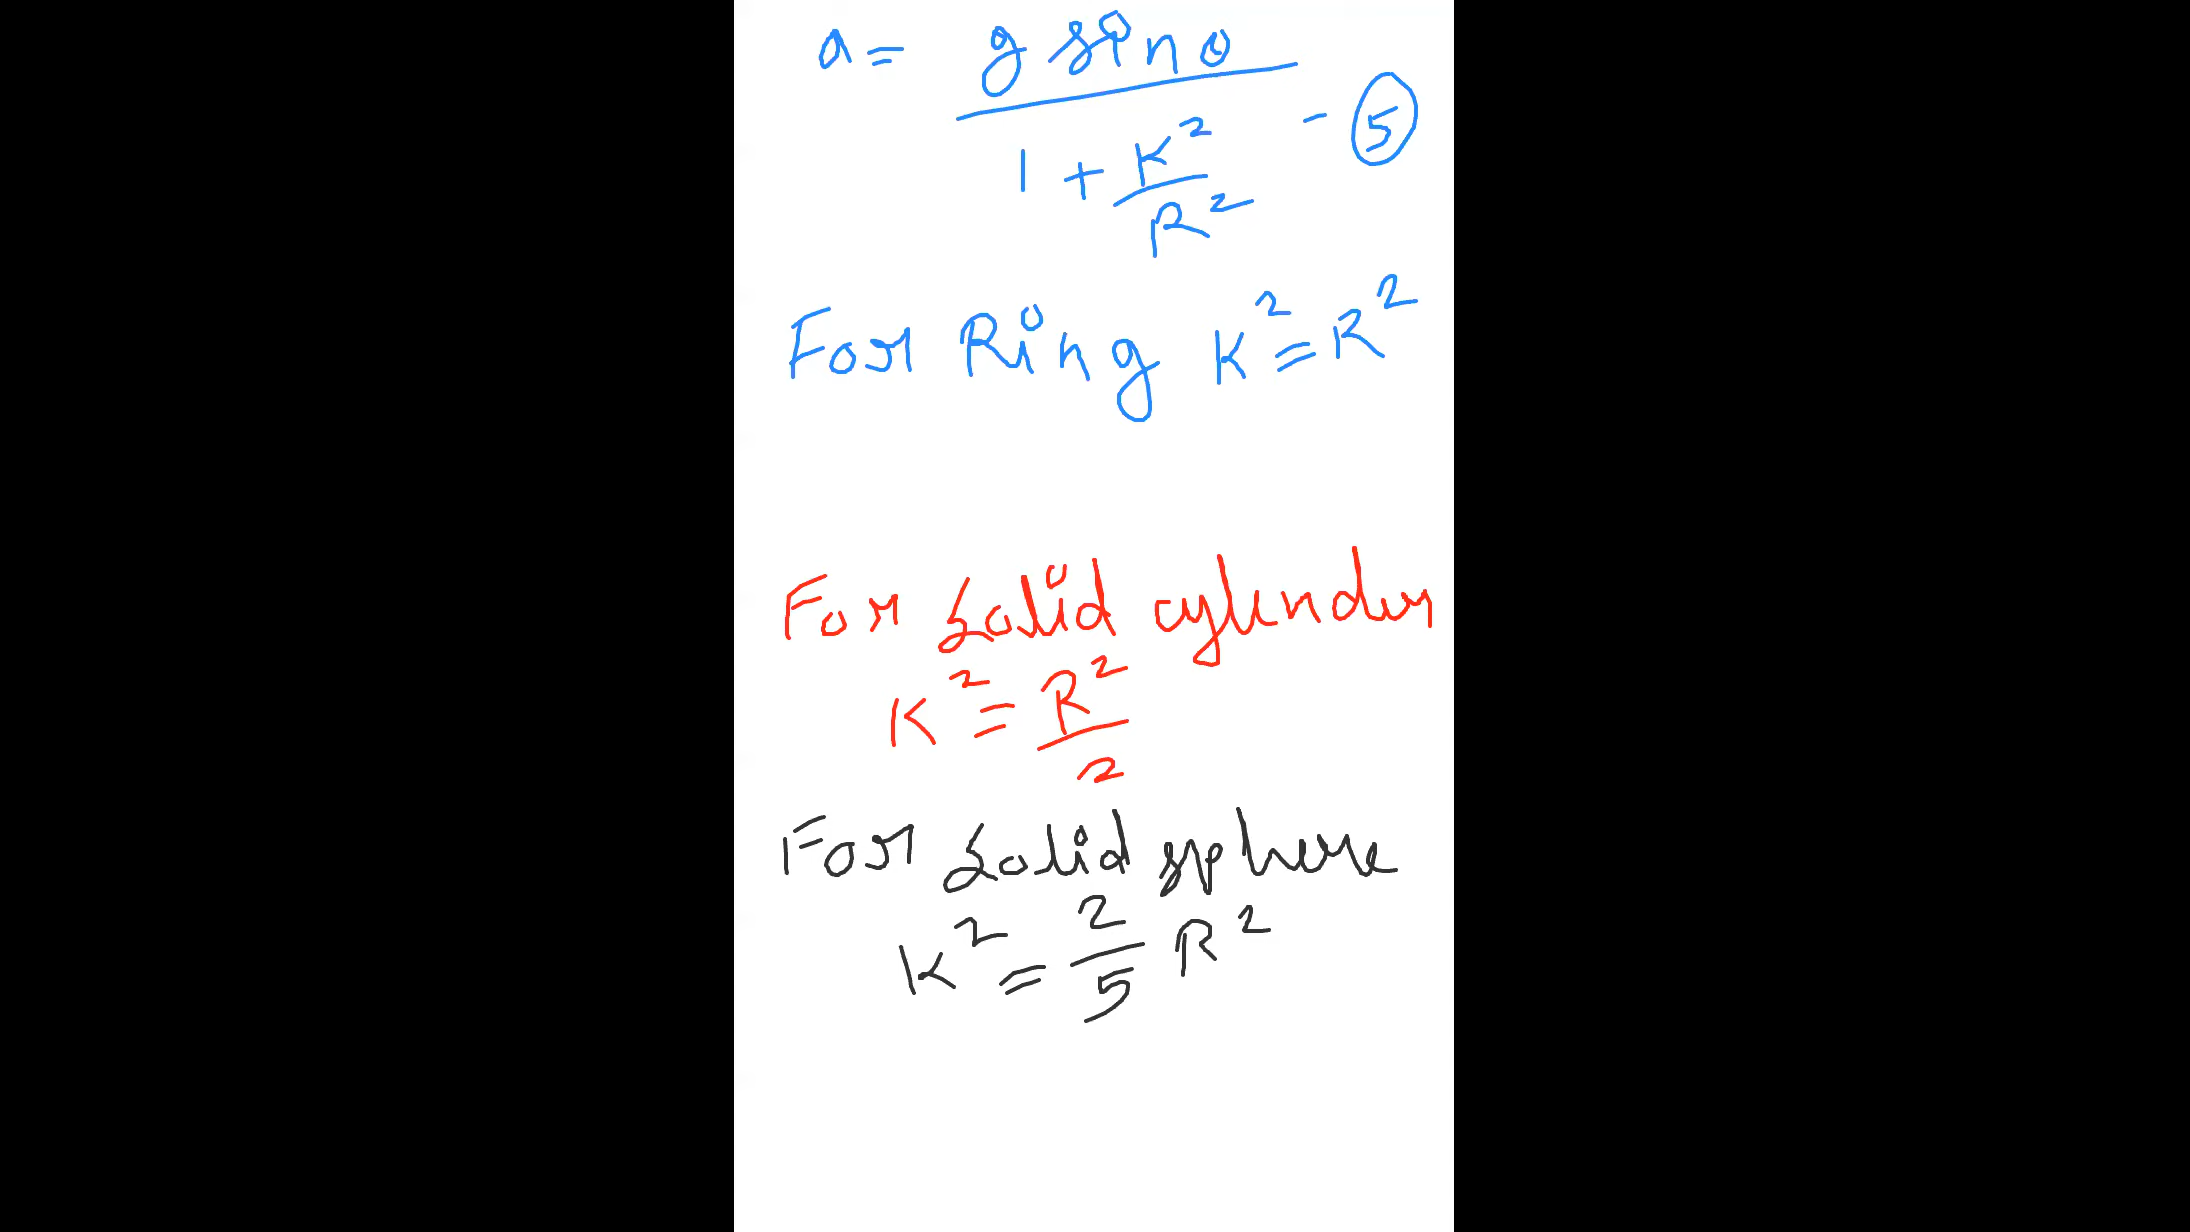 a = g sinθ / (1 + K²/R²) - ⑤
For Ring K² = R²
For Solid cylinder
K² = R²/2
For Solid sphere
K² = 2/5 R²